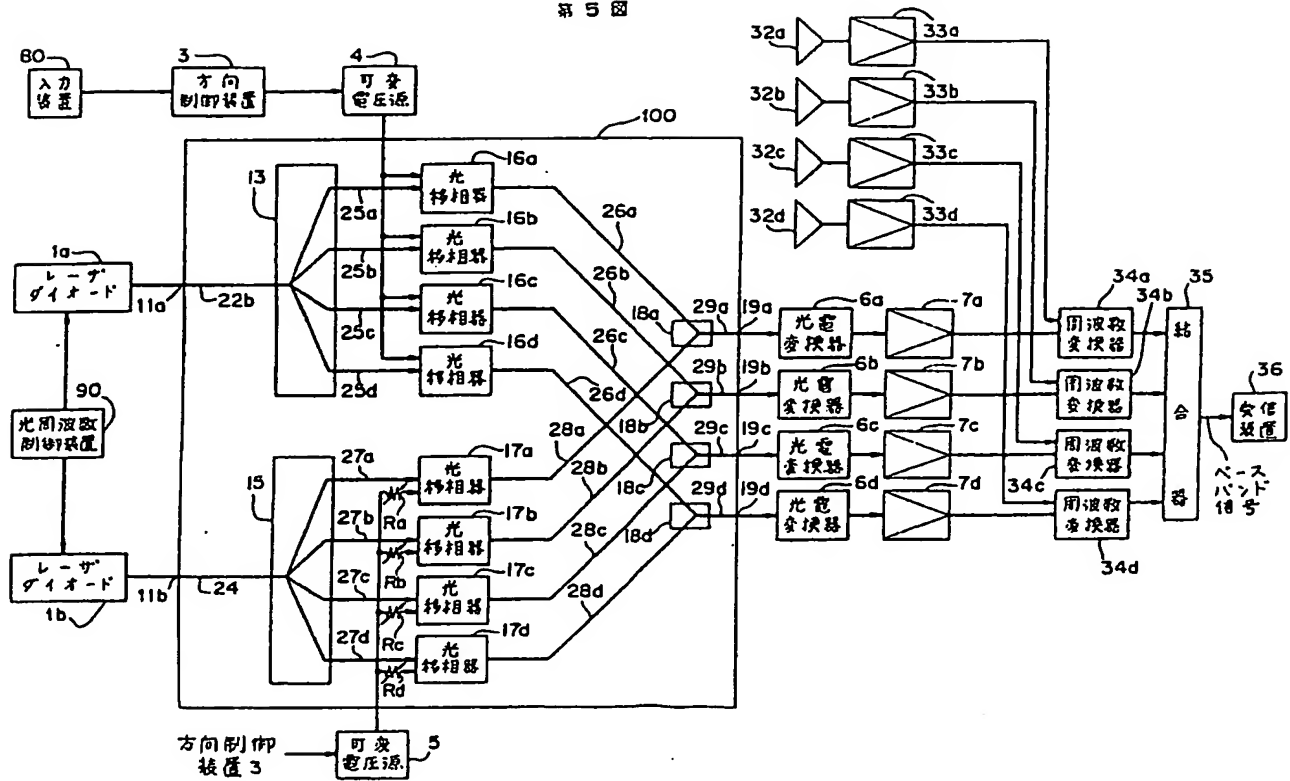 第5図
80
入力
装置
3
方向
制御装置
4
可変
電圧源
32a
33a
32b
33b
32c
33c
32d
33d
100
13
16a
光
移相器
25a
26a
16b
光
移相器
25b
26b
16c
光
移相器
25c
26c
16d
光
移相器
25d
26d
1a
レーザ
ダイオード
11a
22b
90
光周波数
制御装置
レーザ
ダイオード
1b
11b
24
15
27a
17a
光
移相器
Ra
28a
27b
17b
光
移相器
Rb
28b
27c
17c
光
移相器
Rc
28c
27d
17d
光
移相器
Rd
28d
18a
29a
19a
6a
光電
変換器
7a
34a
周波数
変換器
18b
29b
19b
6b
光電
変換器
7b
34b
周波数
変換器
18c
29c
19c
6c
光電
変換器
7c
34c
周波数
変換器
18d
29d
19d
6d
光電
変換器
7d
周波数
変換器
34d
35
結
合
器
36
受信
装置
ベース
バンド
信号
方向制御
装置3
可変
電圧源
5